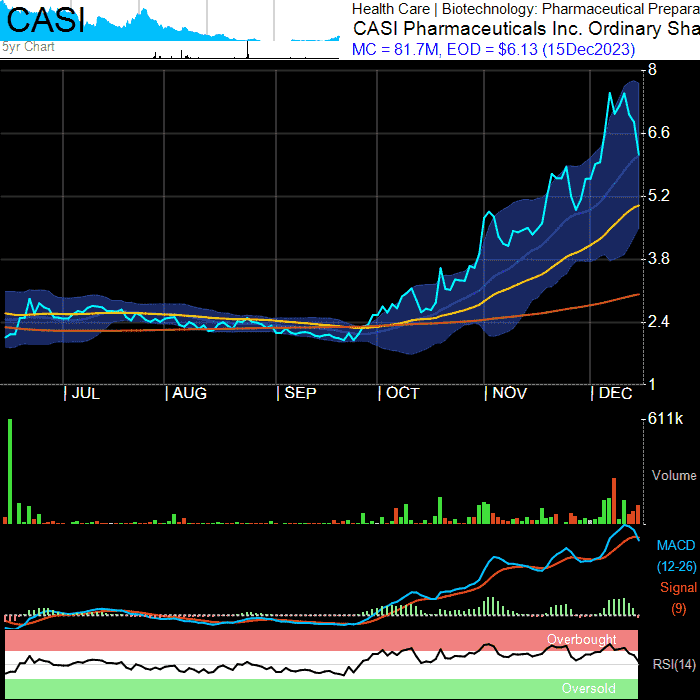 CASI
5yr Chart
Health Care | Biotechnology: Pharmaceutical Prepara
CASI Pharmaceuticals Inc. Ordinary Sha
MC = 81.7M, EOD = $6.13 (15Dec2023)
8
6.6
5.2
3.8
2.4
1
JUL
AUG
SEP
OCT
NOV
DEC
611k
Volume
MACD
(12-26)
Signal
(9)
Overbought
RSI(14)
Oversold